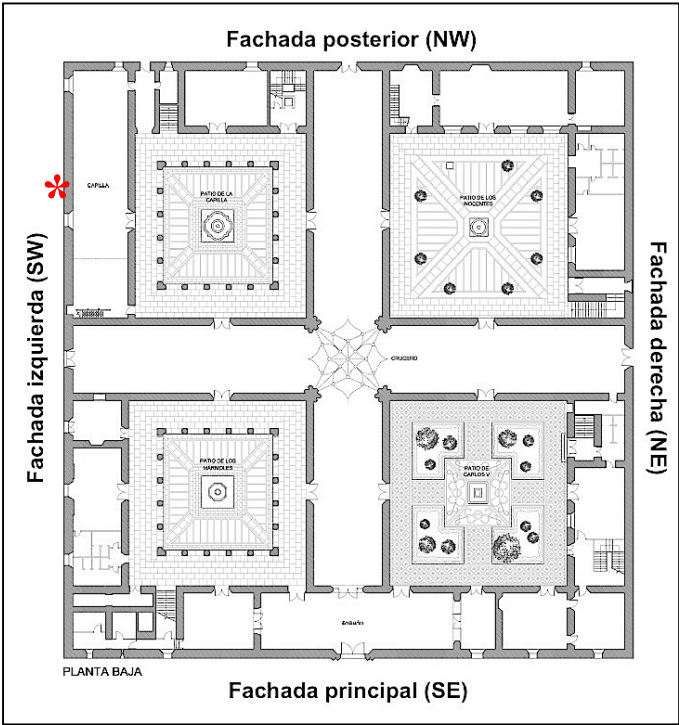 Fachada posterior (NW)
CAPILLA
PATIO DE LA
CAPILLA
PATIO DE LOS
INOCENTES
Fachada izquierda (SW)
Fachada derecha (NE)
CRUCERO
PATIO DE LOS
MARMOLES
PATIO DE
CARLOS V
ZAGUAN
PLANTA BAJA
Fachada principal (SE)